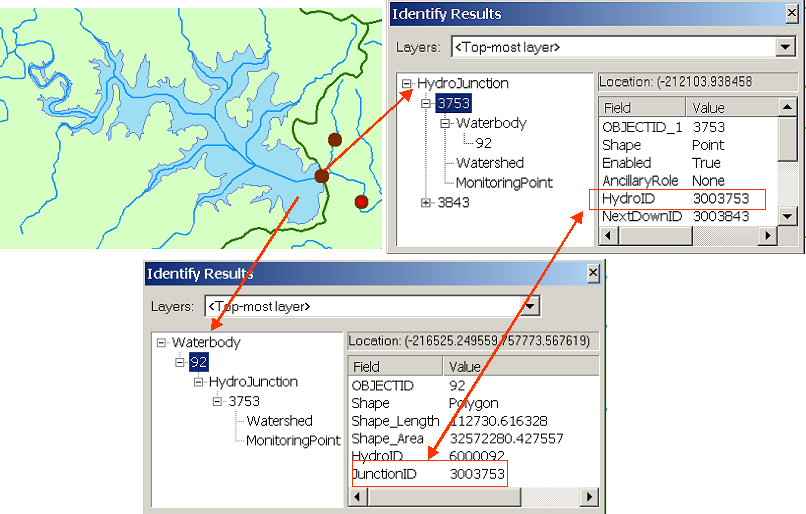 Identify Results
Layers: <Top-most layer>
HydroJunction
3753
Waterbody
92
Watershed
MonitoringPoint
3843
Location: (-212103.938458
Field Value
OBJECTID_1 3753
Shape Point
Enabled True
AncillaryRole None
HydroID 3003753
NextDownID 3003843
Identify Results
Layers: <Top-most layer>
Waterbody
92
HydroJunction
3753
Watershed
MonitoringPoint
Location: (-216525.249559, 757773.567619)
Field Value
OBJECTID 92
Shape Polygon
Shape_Length 112730.616328
Shape_Area 32572280.427557
HydroID 6000092
JunctionID 3003753